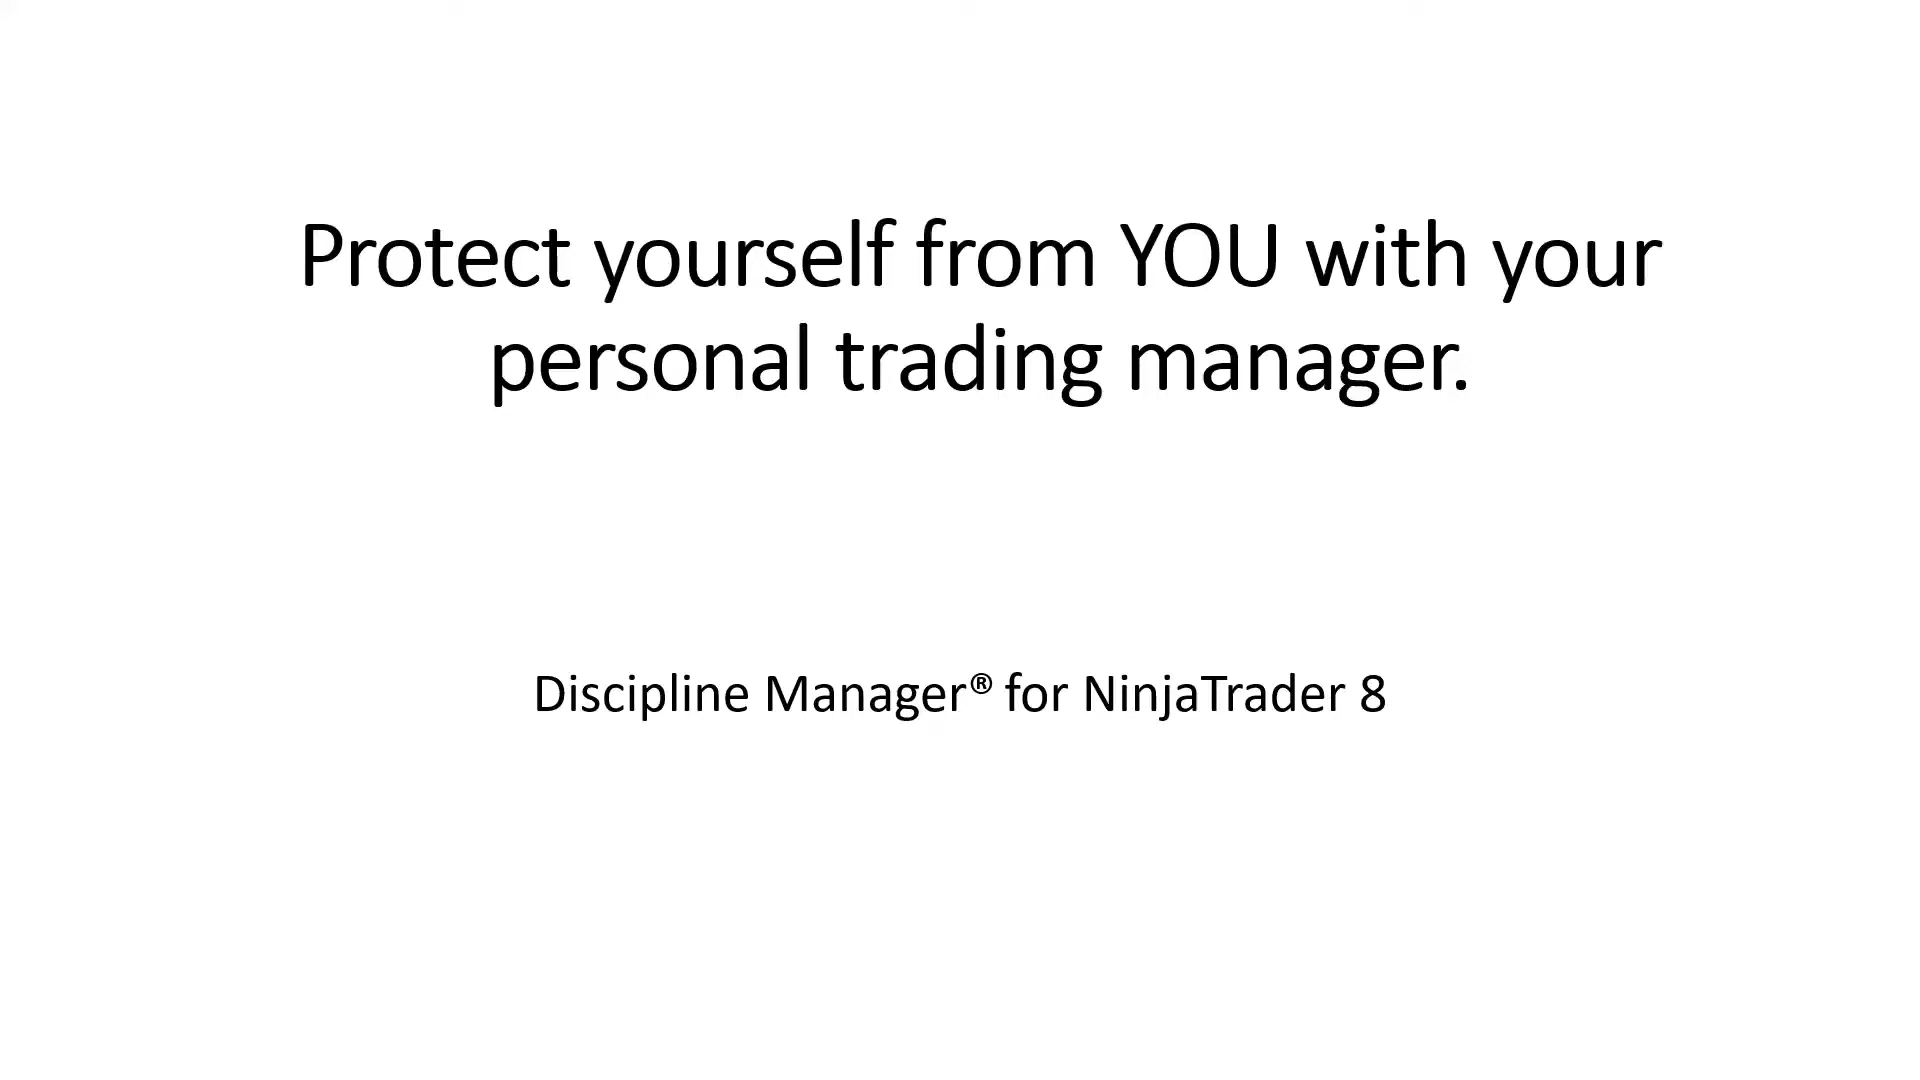 Protect yourself from YOU with your
personal trading manager.
Discipline Manager® for NinjaTrader 8